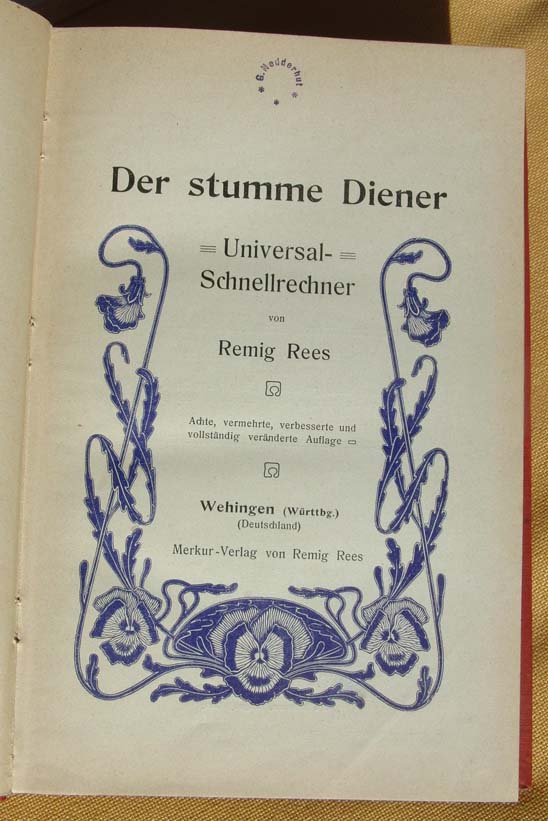 * G. Nedderhut *
*
Der stumme Diener
Universal-
Schnellrechner
von
Remig Rees
Achte, vermehrte, verbesserte und
vollständig veränderte Auflage
Wehingen (Württbg.)
(Deutschland)
Merkur-Verlag von Remig Rees